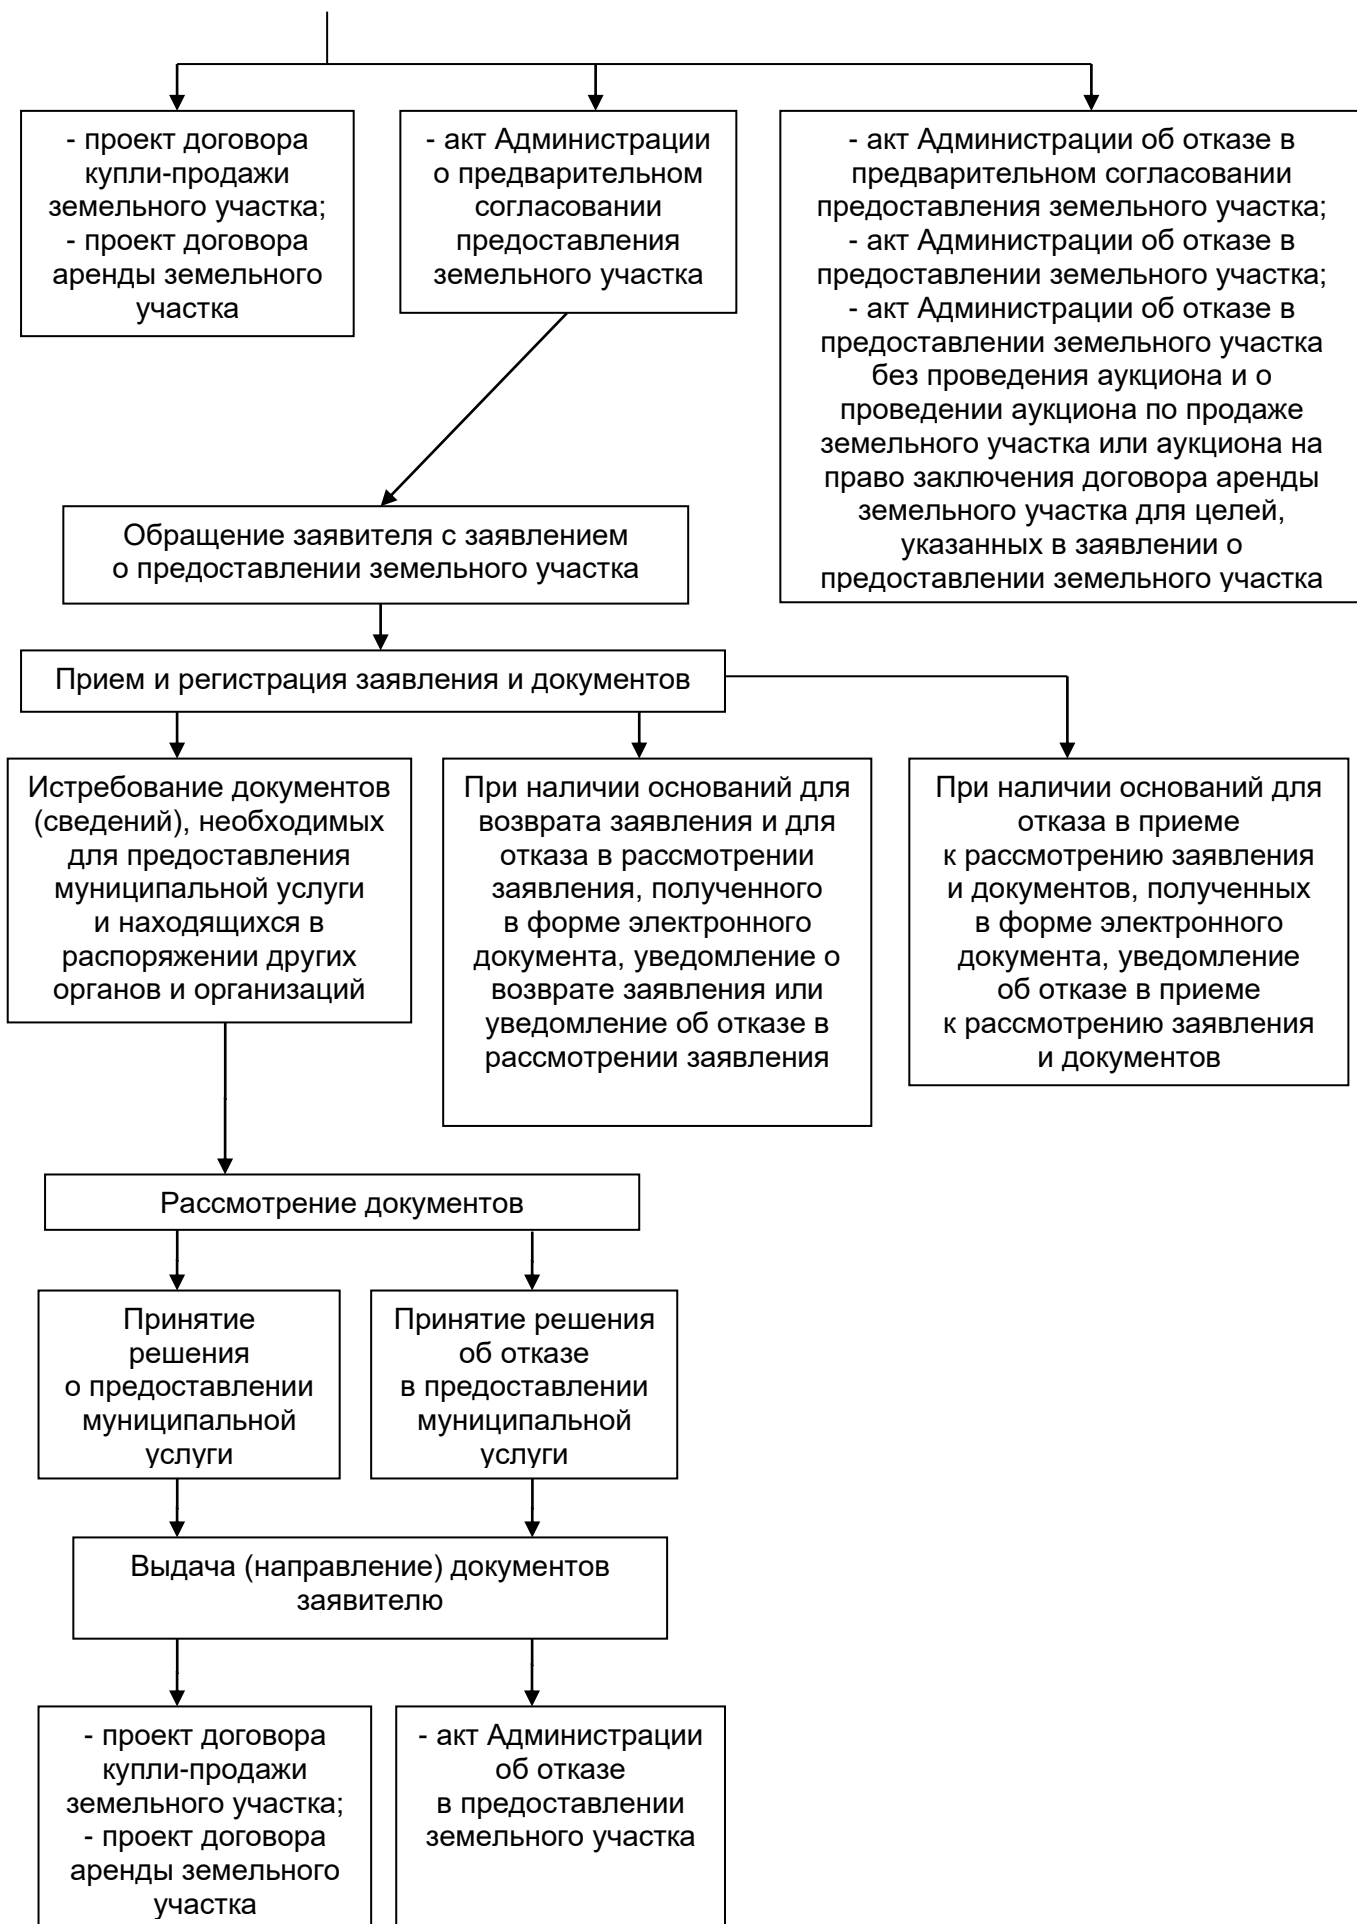 - проект договора
купли-продажи
земельного участка;
- проект договора
аренды земельного
участка
- акт Администрации
о предварительном
согласовании
предоставления
земельного участка
- акт Администрации об отказе в
предварительном согласовании
предоставления земельного участка;
- акт Администрации об отказе в
предоставлении земельного участка;
- акт Администрации об отказе в
предоставлении земельного участка
без проведения аукциона и о
проведении аукциона по продаже
земельного участка или аукциона на
право заключения договора аренды
земельного участка для целей,
указанных в заявлении о
предоставлении земельного участка
Обращение заявителя с заявлением
о предоставлении земельного участка
Прием и регистрация заявления и документов
Истребование документов
(сведений), необходимых
для предоставления
муниципальной услуги
и находящихся в
распоряжении других
органов и организаций
При наличии оснований для
возврата заявления и для
отказа в рассмотрении
заявления, полученного
в форме электронного
документа, уведомление о
возврате заявления или
уведомление об отказе в
рассмотрении заявления
При наличии оснований для
отказа в приеме
к рассмотрению заявления
и документов, полученных
в форме электронного
документа, уведомление
об отказе в приеме
к рассмотрению заявления
и документов
Рассмотрение документов
Принятие
решения
о предоставлении
муниципальной
услуги
Принятие решения
об отказе
в предоставлении
муниципальной
услуги
Выдача (направление) документов
заявителю
- проект договора
купли-продажи
земельного участка;
- проект договора
аренды земельного
участка
- акт Администрации
об отказе
в предоставлении
земельного участка